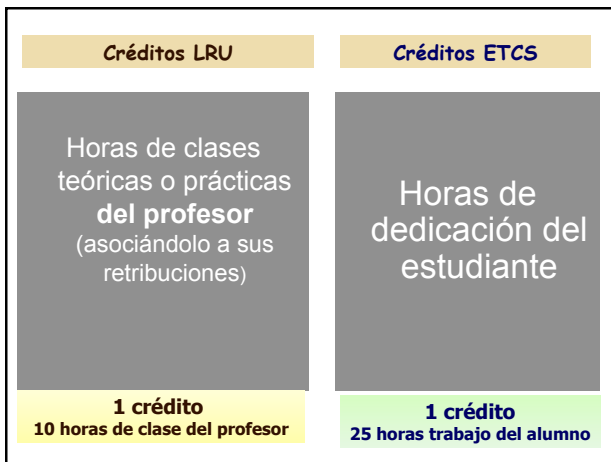 Créditos LRU
Horas de clases
teóricas o prácticas
del profesor
(asociándolo a sus
retribuciones)
1 crédito
10 horas de clase del profesor
Créditos ETCS
Horas de
dedicación del
estudiante
1 crédito
25 horas trabajo del alumno